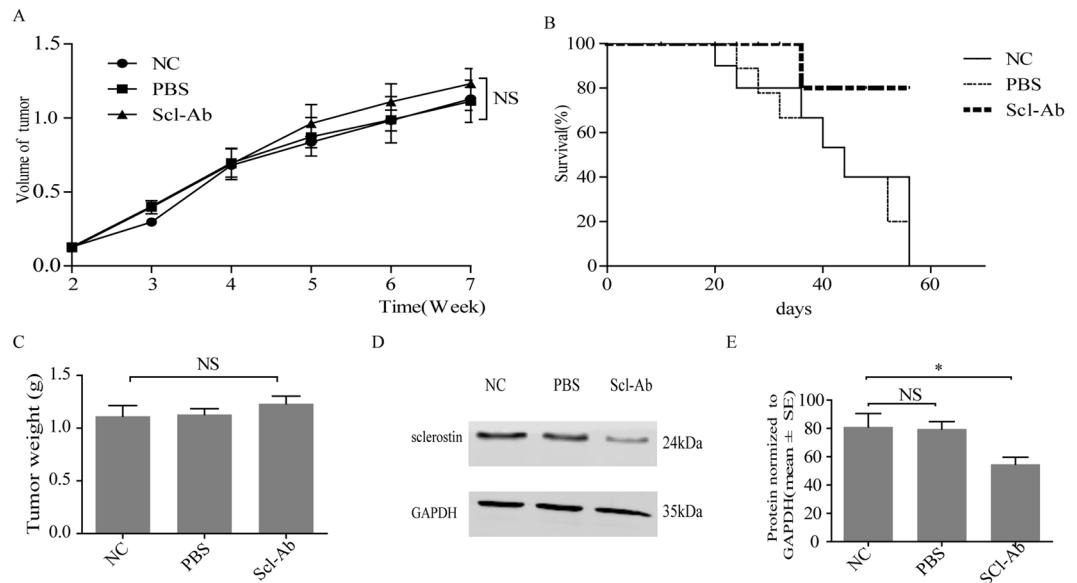 A
Volume of tumor
1.5
1.0
0.5
0.0
NC
PBS
Scl-Ab
NS
2
3
4
5
6
7
Time(Week)
B
Survival(%)
100
80
60
40
20
0
0
20
40
60
days
NC
PBS
Scl-Ab
C
Tumor weight (g)
1.5
1.0
0.5
0.0
NS
NC
PBS
Scl-Ab
D
NC PBS Scl-Ab
sclerostin 24kDa
GAPDH 35kDa
E
Protein normized to
GAPDH(mean ± SE)
100
80
60
40
20
0
*
NS
NC
PBS
SCl-Ab